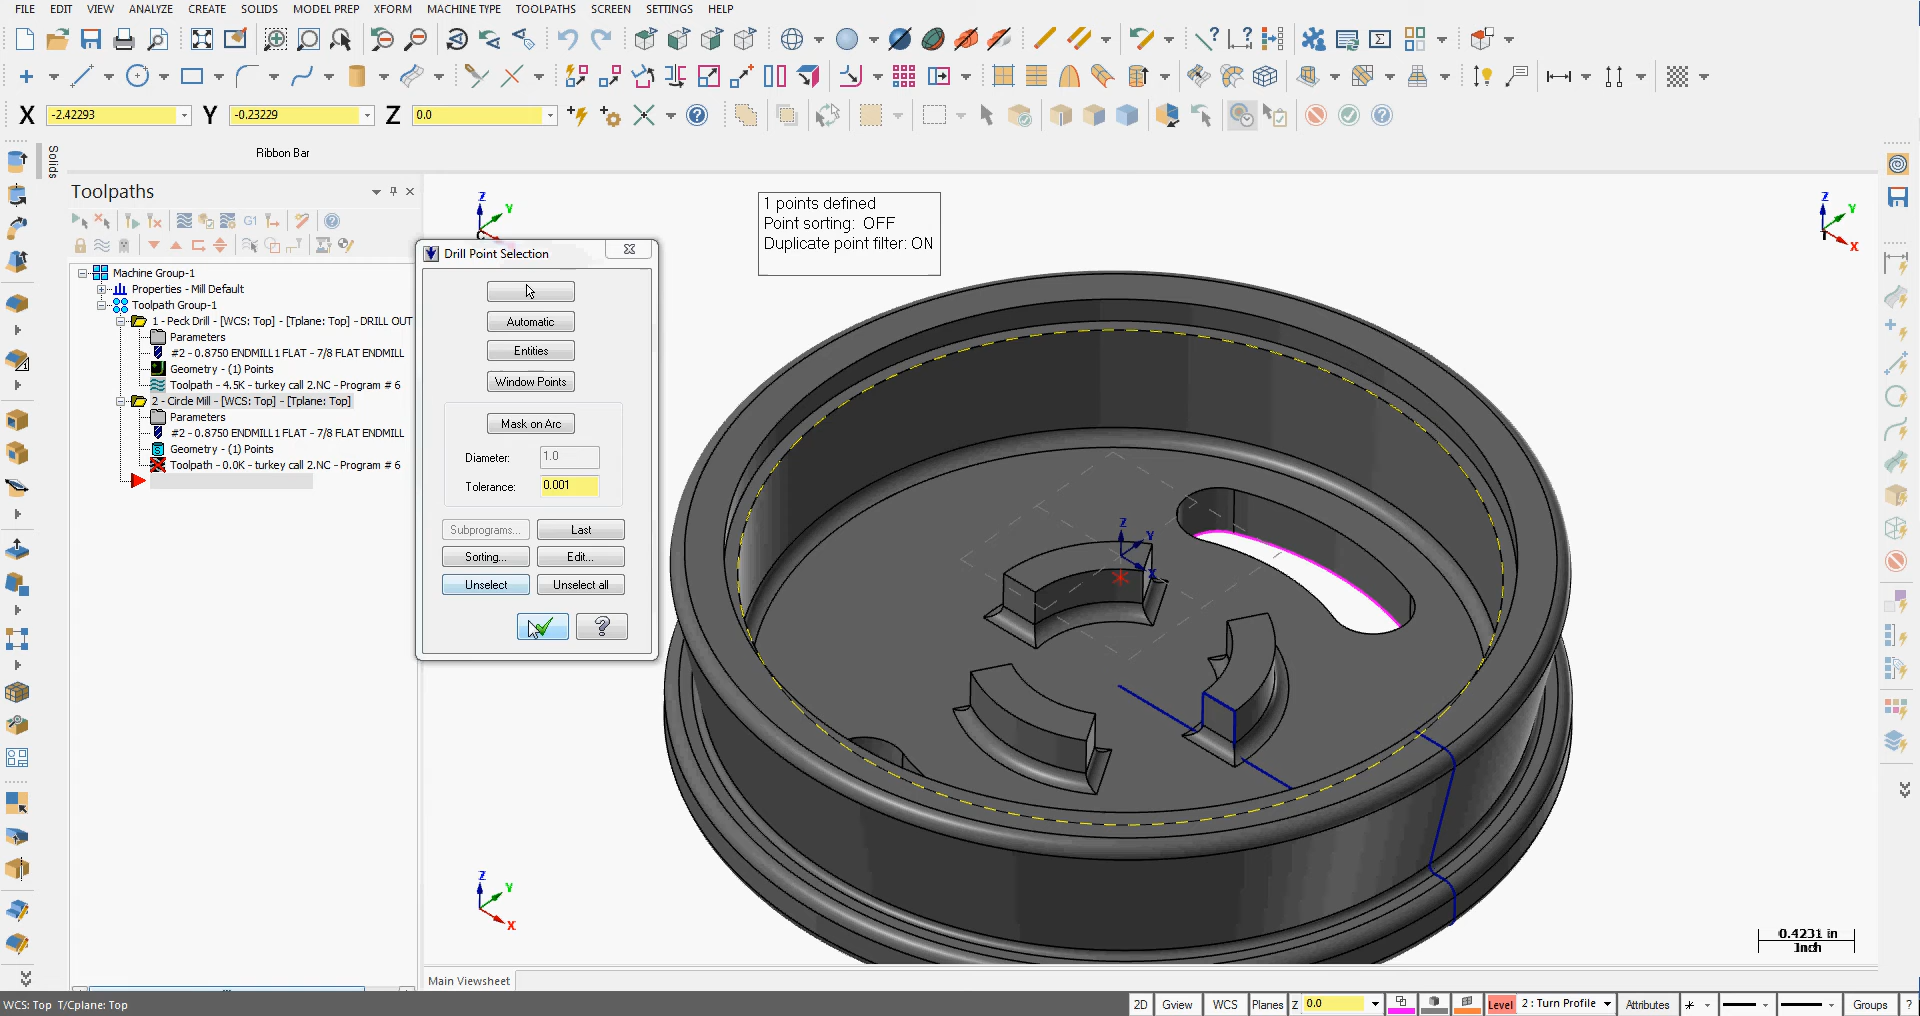 FILE EDIT VIEW ANALYZE CREATE SOLIDS MODEL PREP XFORM MACHINE TYPE TOOLPATHS SCREEN SETTINGS HELP
X -2.42293 Y -0.23229 Z 0.0
Ribbon Bar
Solids
Toolpaths
G1
Machine Group-1
Properties - Mill Default
Toolpath Group-1
1 - Peck Drill - [WCS: Top] - [Tplane: Top] - DRILL OUT
Parameters
#2 - 0.8750 ENDMILL1 FLAT - 7/8 FLAT ENDMILL
Geometry - (1) Points
Toolpath - 4.5K - turkey call 2.NC - Program # 6
2 - Circle Mill - [WCS: Top] - [Tplane: Top]
Parameters
#2 - 0.8750 ENDMILL1 FLAT - 7/8 FLAT ENDMILL
Geometry - (1) Points
Toolpath - 0.0K - turkey call 2.NC - Program # 6
Drill Point Selection
Automatic
Entities
Window Points
Mask on Arc
Diameter: 1.0
Tolerance: 0.001
Subprograms... Last
Sorting... Edit...
Unselect Unselect all
1 points defined
Point sorting: OFF
Duplicate point filter: ON
Z
Y
Z
Y
X
Z
Y
X
Z
Y
X
0.4231 in
Inch
Main Viewsheet
WCS: Top T/Cplane: Top
2D Gview WCS Planes Z 0.0 Level 2 : Turn Profile Attributes Groups ?